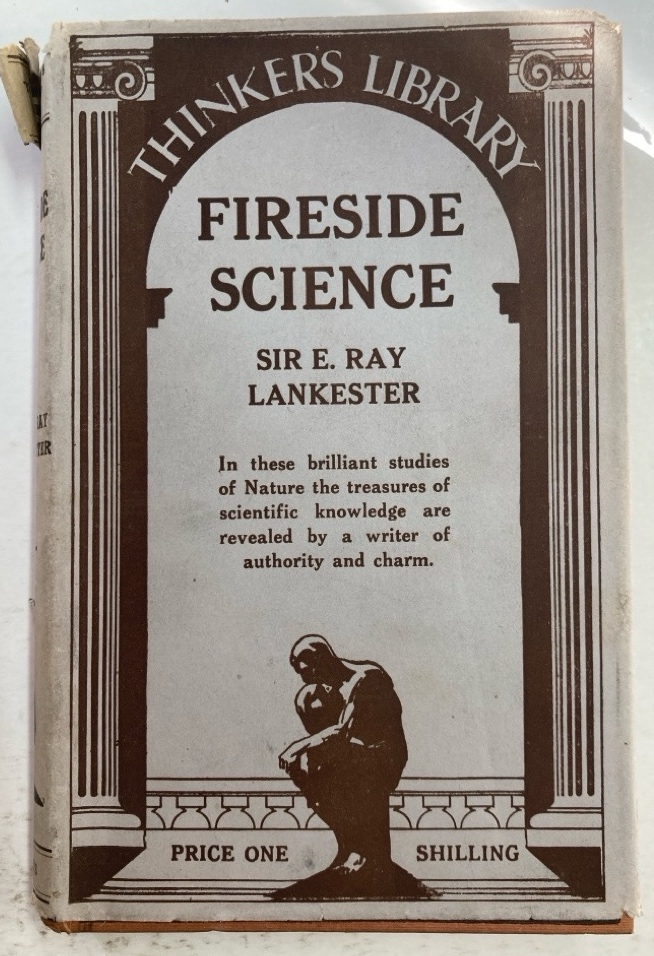 THINKER'S LIBRARY
FIRESIDE
SCIENCE
SIR E. RAY
LANKESTER
In these brilliant studies
of Nature the treasures of
scientific knowledge are
revealed by a writer of
authority and charm.
PRICE ONE SHILLING